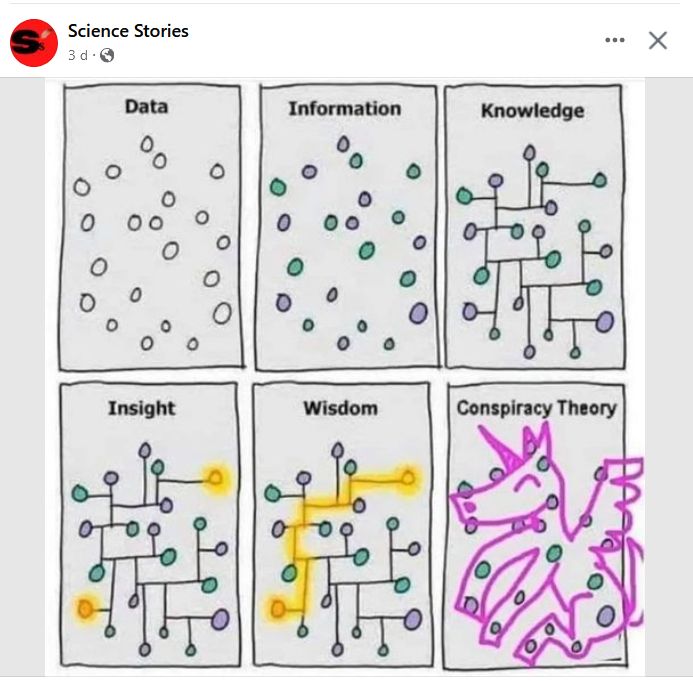 Science Stories
3 d ·
Data
Information
Knowledge
Insight
Wisdom
Conspiracy Theory